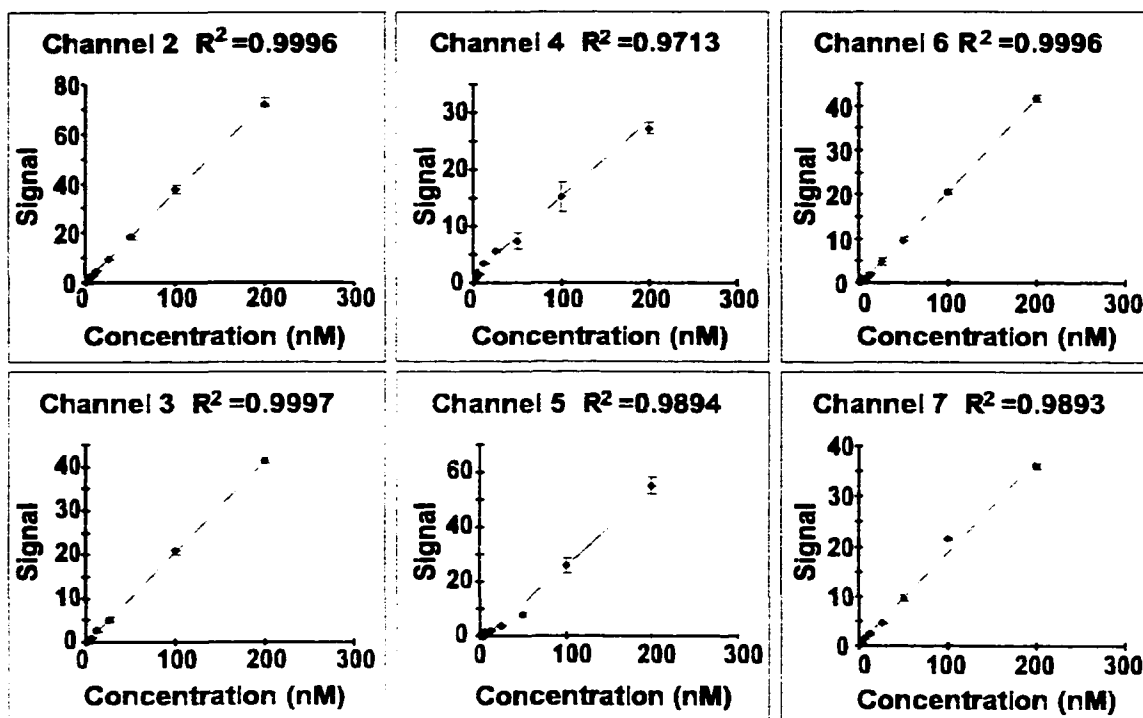 Channel 2 R²=0.9996
80
60
40
20
0
Signal
0 100 200 300
Concentration (nM)
Channel 4 R²=0.9713
30
20
10
0
Signal
0 100 200 300
Concentration (nM)
Channel 6 R²=0.9996
40
30
20
10
0
Signal
0 100 200 300
Concentration (nM)
Channel 3 R²=0.9997
40
30
20
10
0
Signal
0 100 200 300
Concentration (nM)
Channel 5 R²=0.9894
60
40
20
0
Signal
0 100 200 300
Concentration (nM)
Channel 7 R²=0.9893
40
30
20
10
0
Signal
0 100 200 300
Concentration (nM)